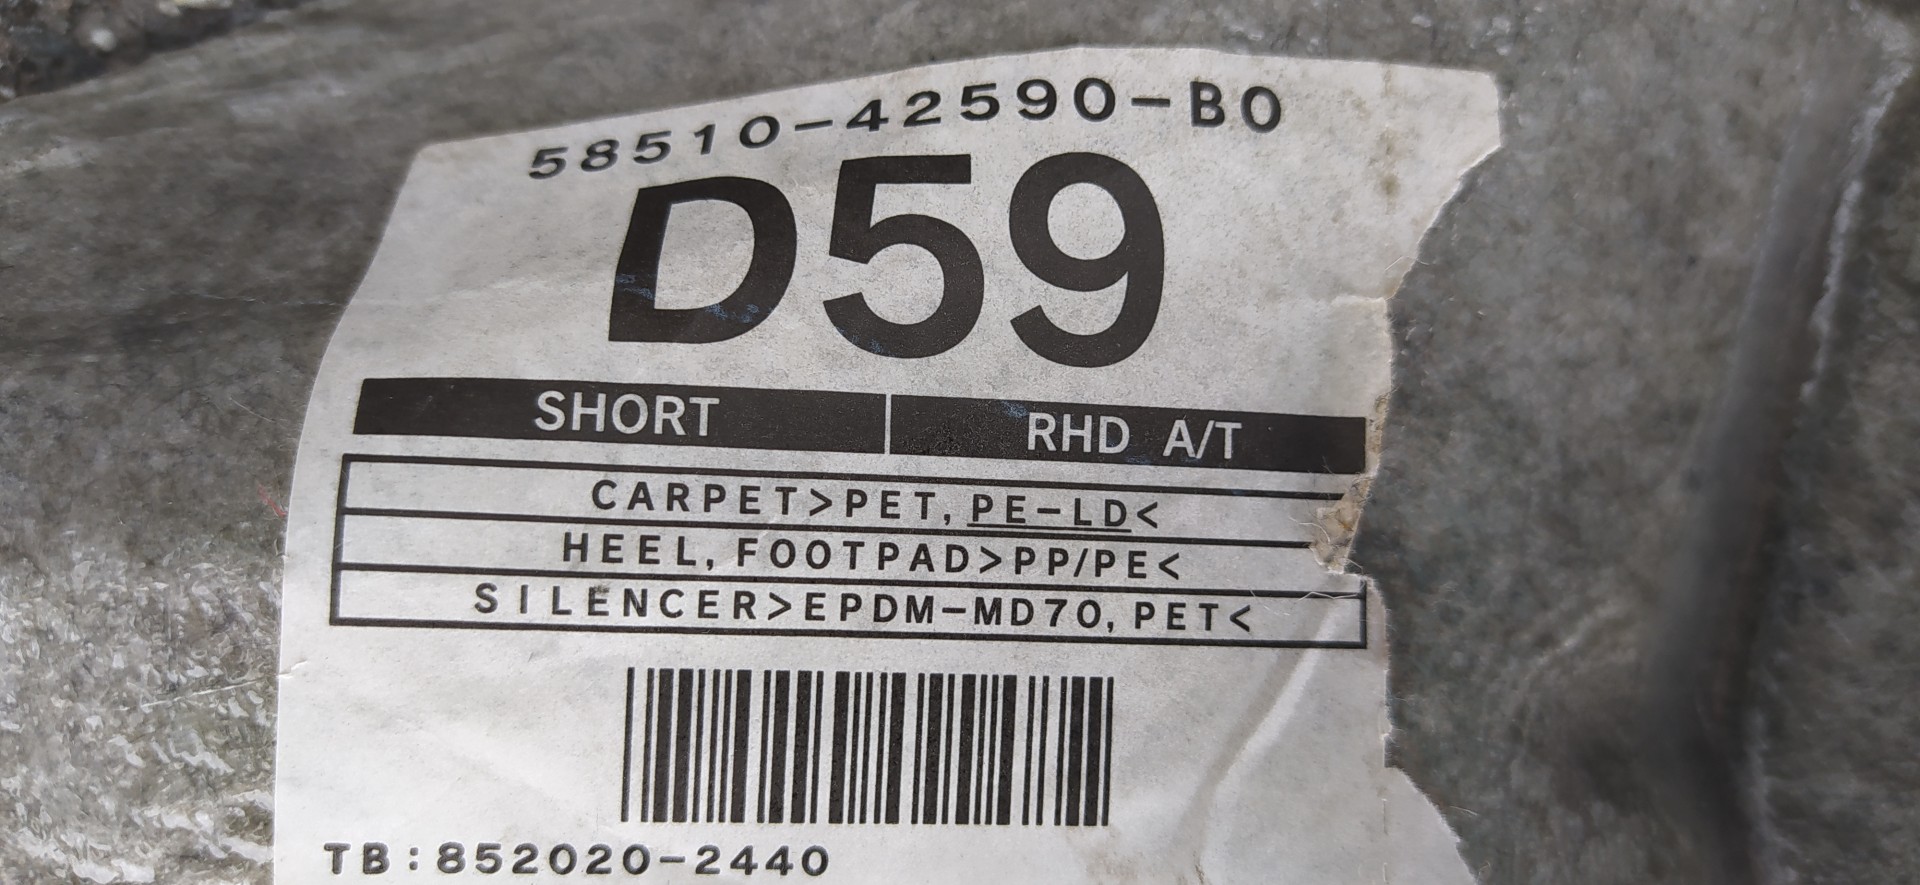 58510-42590-B0
D59
SHORT RHD A/T
CARPET>PET, PE-LD<
HEEL, FOOTPAD>PP/PE<
SILENCER>EPDM-MD70, PET<
TB:852020-2440